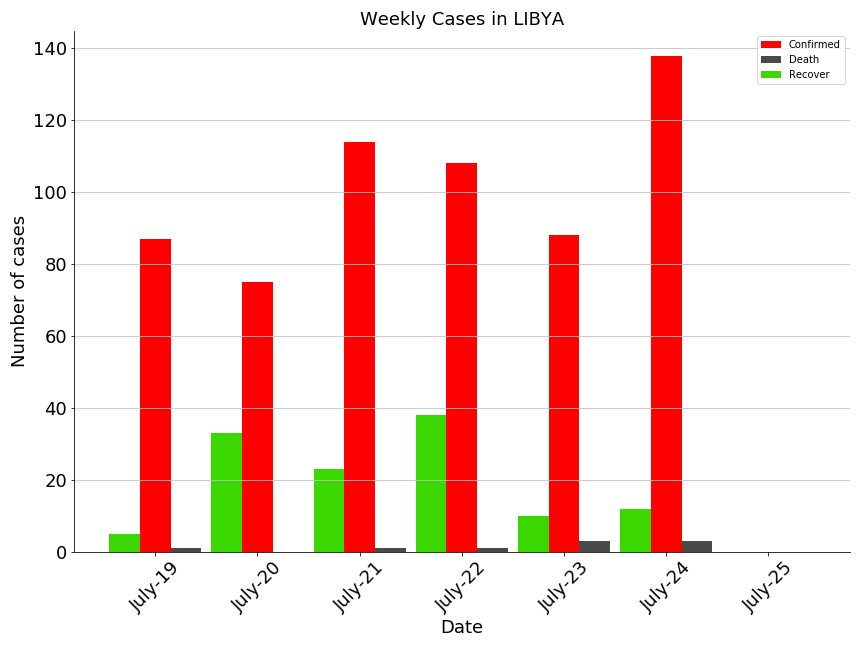 Weekly Cases in LIBYA
Confirmed
Death
Recover
Number of cases
140
120
100
80
60
40
20
0
July-19
July-20
July-21
July-22
July-23
July-24
July-25
Date